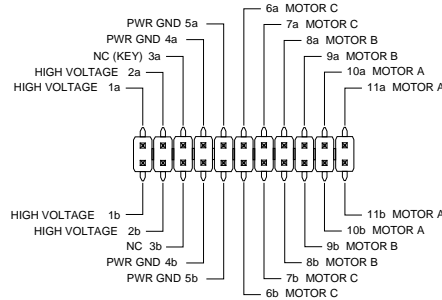 6a MOTOR C
PWR GND 5a
7a MOTOR C
PWR GND 4a
8a MOTOR B
NC (KEY) 3a
9a MOTOR B
HIGH VOLTAGE 2a
10a MOTOR A
HIGH VOLTAGE 1a
11a MOTOR A
HIGH VOLTAGE 1b
11b MOTOR A
HIGH VOLTAGE 2b
10b MOTOR A
NC 3b
9b MOTOR B
PWR GND 4b
8b MOTOR B
PWR GND 5b
7b MOTOR C
6b MOTOR C